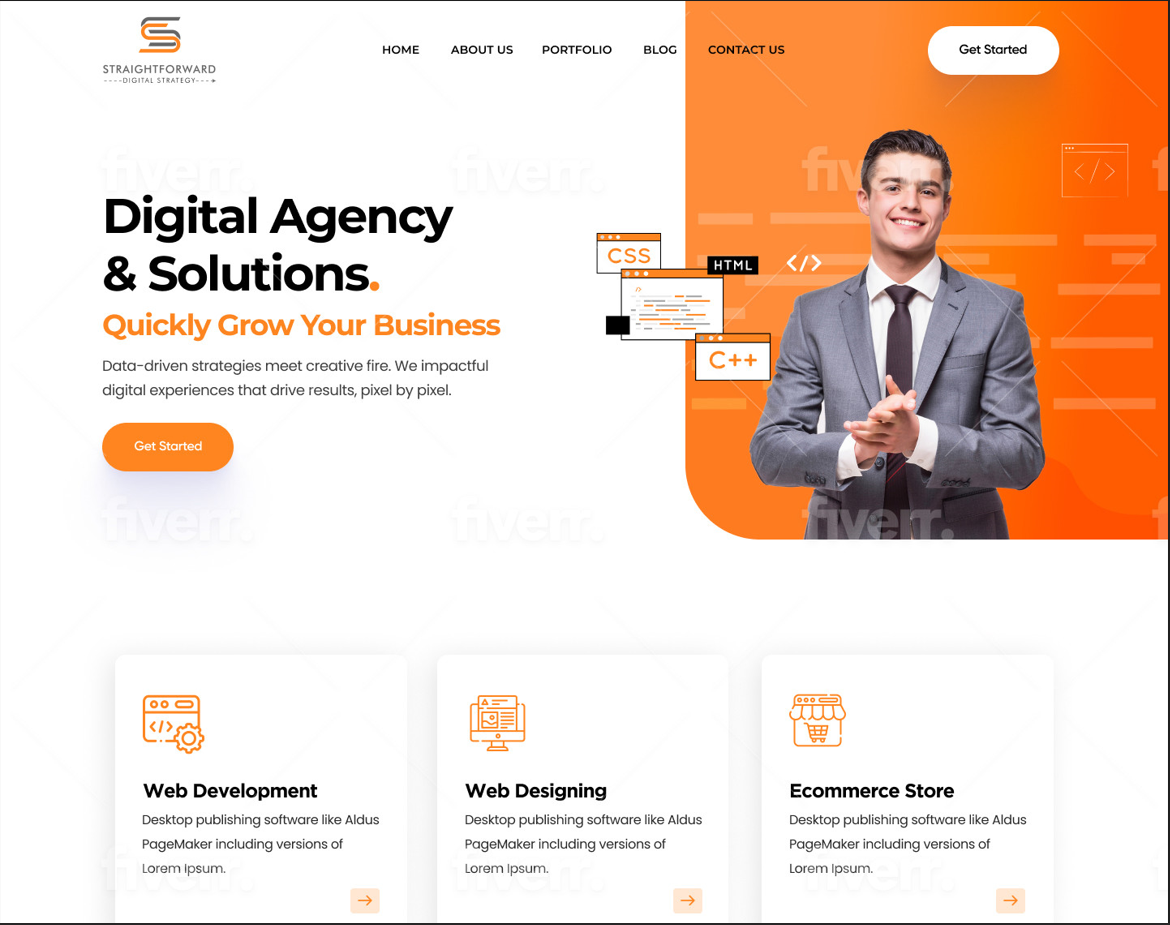 STRAIGHTFORWARD
DIGITAL STRATEGY
HOME ABOUT US PORTFOLIO BLOG CONTACT US
Get Started
fiverr. fiverr. fiverr.
Digital Agency
& Solutions.
Quickly Grow Your Business
Data-driven strategies meet creative fire. We impactful
digital experiences that drive results, pixel by pixel.
Get Started
CSS
HTML
</>
C++
</>
fiverr. fiverr. fiverr.
</>
Web Development
Desktop publishing software like Aldus
PageMaker including versions of
Lorem Ipsum.
Web Designing
Desktop publishing software like Aldus
PageMaker including versions of
Lorem Ipsum.
Ecommerce Store
Desktop publishing software like Aldus
PageMaker including versions of
Lorem Ipsum.
fiverr. fiverr. fiverr.